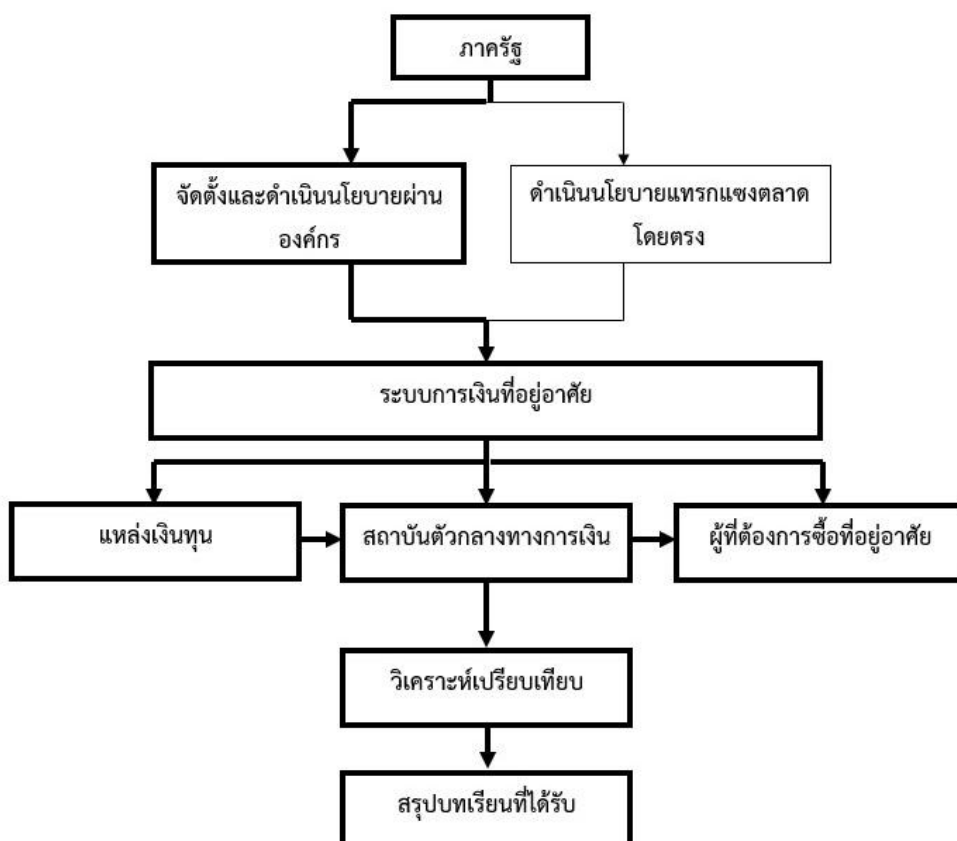 ภาครัฐ
จัดตั้งและดำเนินนโยบายผ่าน
องค์กร
ดำเนินนโยบายแทรกแซงตลาด
โดยตรง
ระบบการเงินที่อยู่อาศัย
แหล่งเงินทุน
สถาบันตัวกลางทางการเงิน
ผู้ที่ต้องการซื้อที่อยู่อาศัย
วิเคราะห์เปรียบเทียบ
สรุปบทเรียนที่ได้รับ